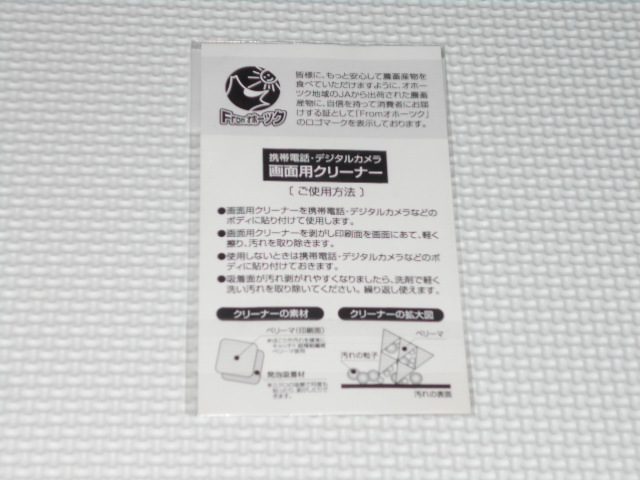 Fromオホーツク
皆様に、もっと安心して農畜産物を
食べていただけますように、オホー
ツク地域のJAから出荷された農畜
産物に、自信を持って消費者にお届
けする証として「Fromオホーツク」
のロゴマークを表示しております。
携帯電話・デジタルカメラ
画面用クリーナー
〔ご使用方法〕
●画面用クリーナーを携帯電話・デジタルカメラなどの
ボディに貼り付けて使用します。
●画面用クリーナーを剥がし印刷面を画面にあて、軽く
擦り、汚れを取り除きます。
●使用しないときは携帯電話・デジタルカメラなどのボ
ディに貼り付けておきます。
●吸着面が汚れ剥がれやすくなりましたら、洗剤で軽く
洗い汚れを取り除いてください。繰り返し使えます。
クリーナーの素材
クリーナーの拡大図
ベリーマ(印刷面)
ベリーマ使用
発泡吸着材
ベリーマ
汚れの粒子
汚れの表面